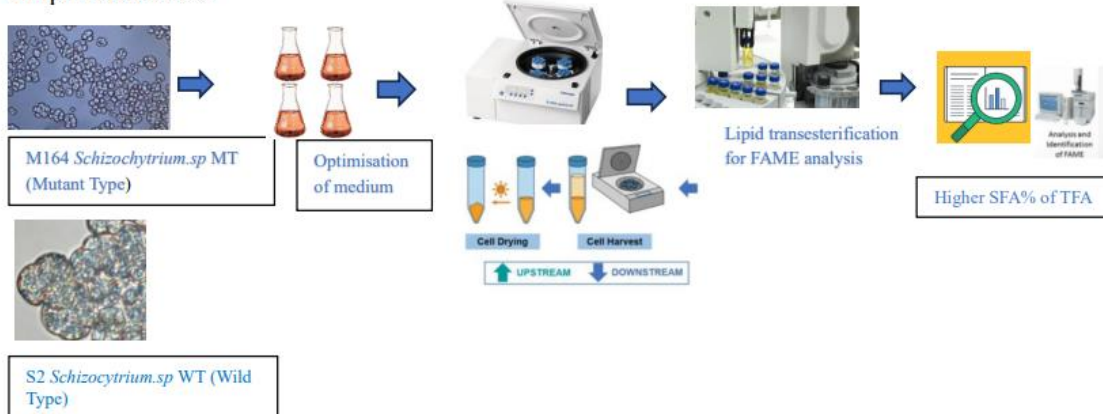 M164 Schizochytrium.sp MT
(Mutant Type)
Optimisation
of medium
Lipid transesterification
for FAME analysis
Analysis and
Identification
of FAME
Higher SFA% of TFA
Cell Drying
Cell Harvest
UPSTREAM
DOWNSTREAM
S2 Schizocytrium.sp WT (Wild
Type)